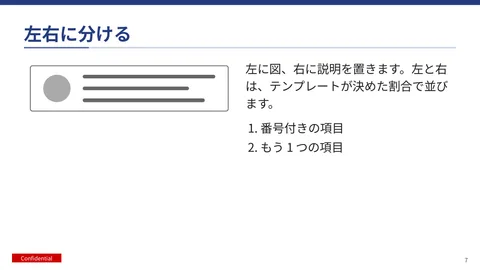 左右に分ける
左に図、右に説明を置きます。左と右
は、テンプレートが決めた割合で並び
ます。
1. 番号付きの項目
2. もう 1 つの項目
Confidential
7